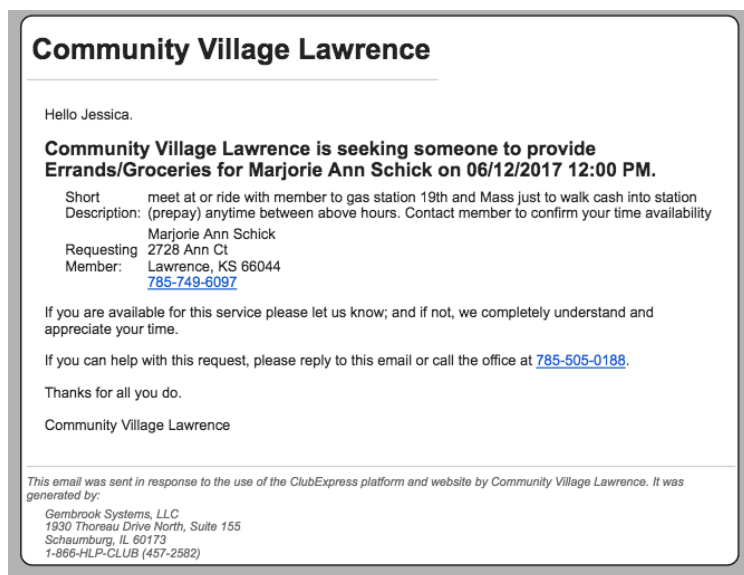 Community Village Lawrence
Hello Jessica.
Community Village Lawrence is seeking someone to provide
Errands/Groceries for Marjorie Ann Schick on 06/12/2017 12:00 PM.
Short meet at or ride with member to gas station 19th and Mass just to walk cash into station
Description: (prepay) anytime between above hours. Contact member to confirm your time availability
Marjorie Ann Schick
Requesting 2728 Ann Ct
Member: Lawrence, KS 66044
785-749-6097
If you are available for this service please let us know; and if not, we completely understand and
appreciate your time.
If you can help with this request, please reply to this email or call the office at 785-505-0188.
Thanks for all you do.
Community Village Lawrence
This email was sent in response to the use of the ClubExpress platform and website by Community Village Lawrence. It was
generated by:
Gembrook Systems, LLC
1930 Thoreau Drive North, Suite 155
Schaumburg, IL 60173
1-866-HLP-CLUB (457-2582)